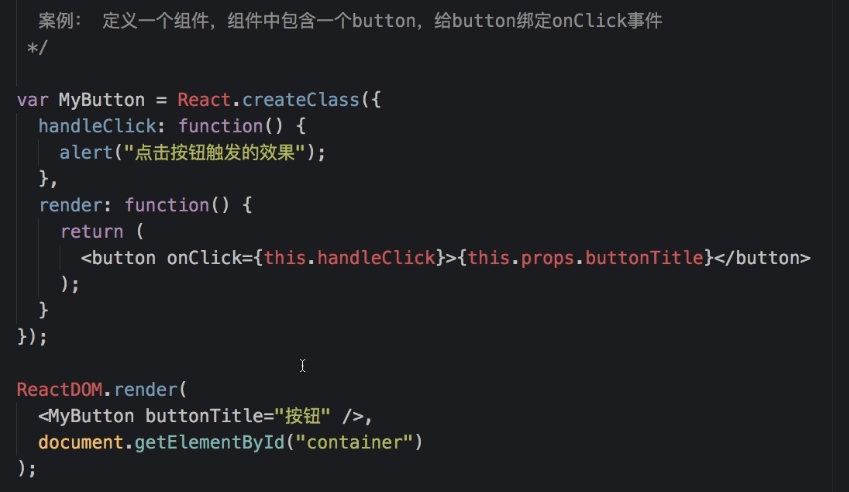 案例： 定义一个组件，组件中包含一个button，给button绑定onClick事件
*/
var MyButton = React.createClass({
handleClick: function() {
alert("点击按钮触发的效果");
},
render: function() {
return (
<button onClick={this.handleClick}>{this.props.buttonTitle}</button>
);
}
});
ReactDOM.render(
<MyButton buttonTitle="按钮" />,
document.getElementById("container")
);